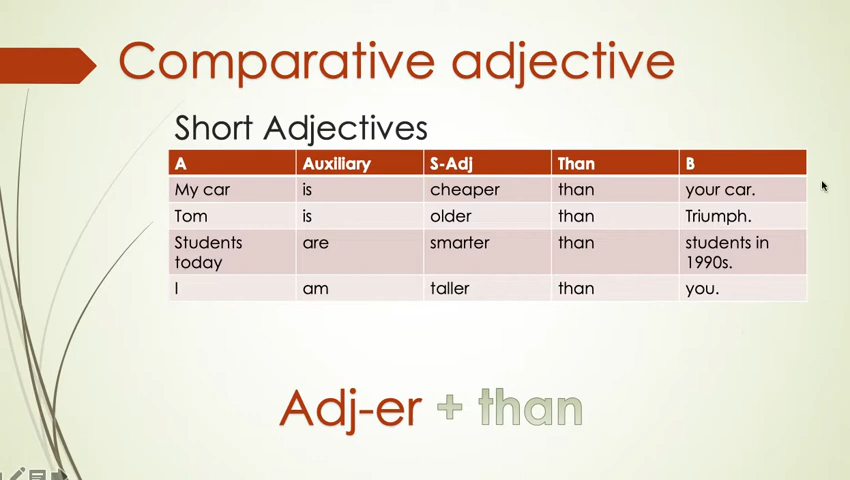 Comparative adjective
Short Adjectives
A Auxiliary S-Adj Than B
My car is cheaper than your car.
Tom is older than Triumph.
Students today are smarter than students in 1990s.
I am taller than you.
Adj-er + than